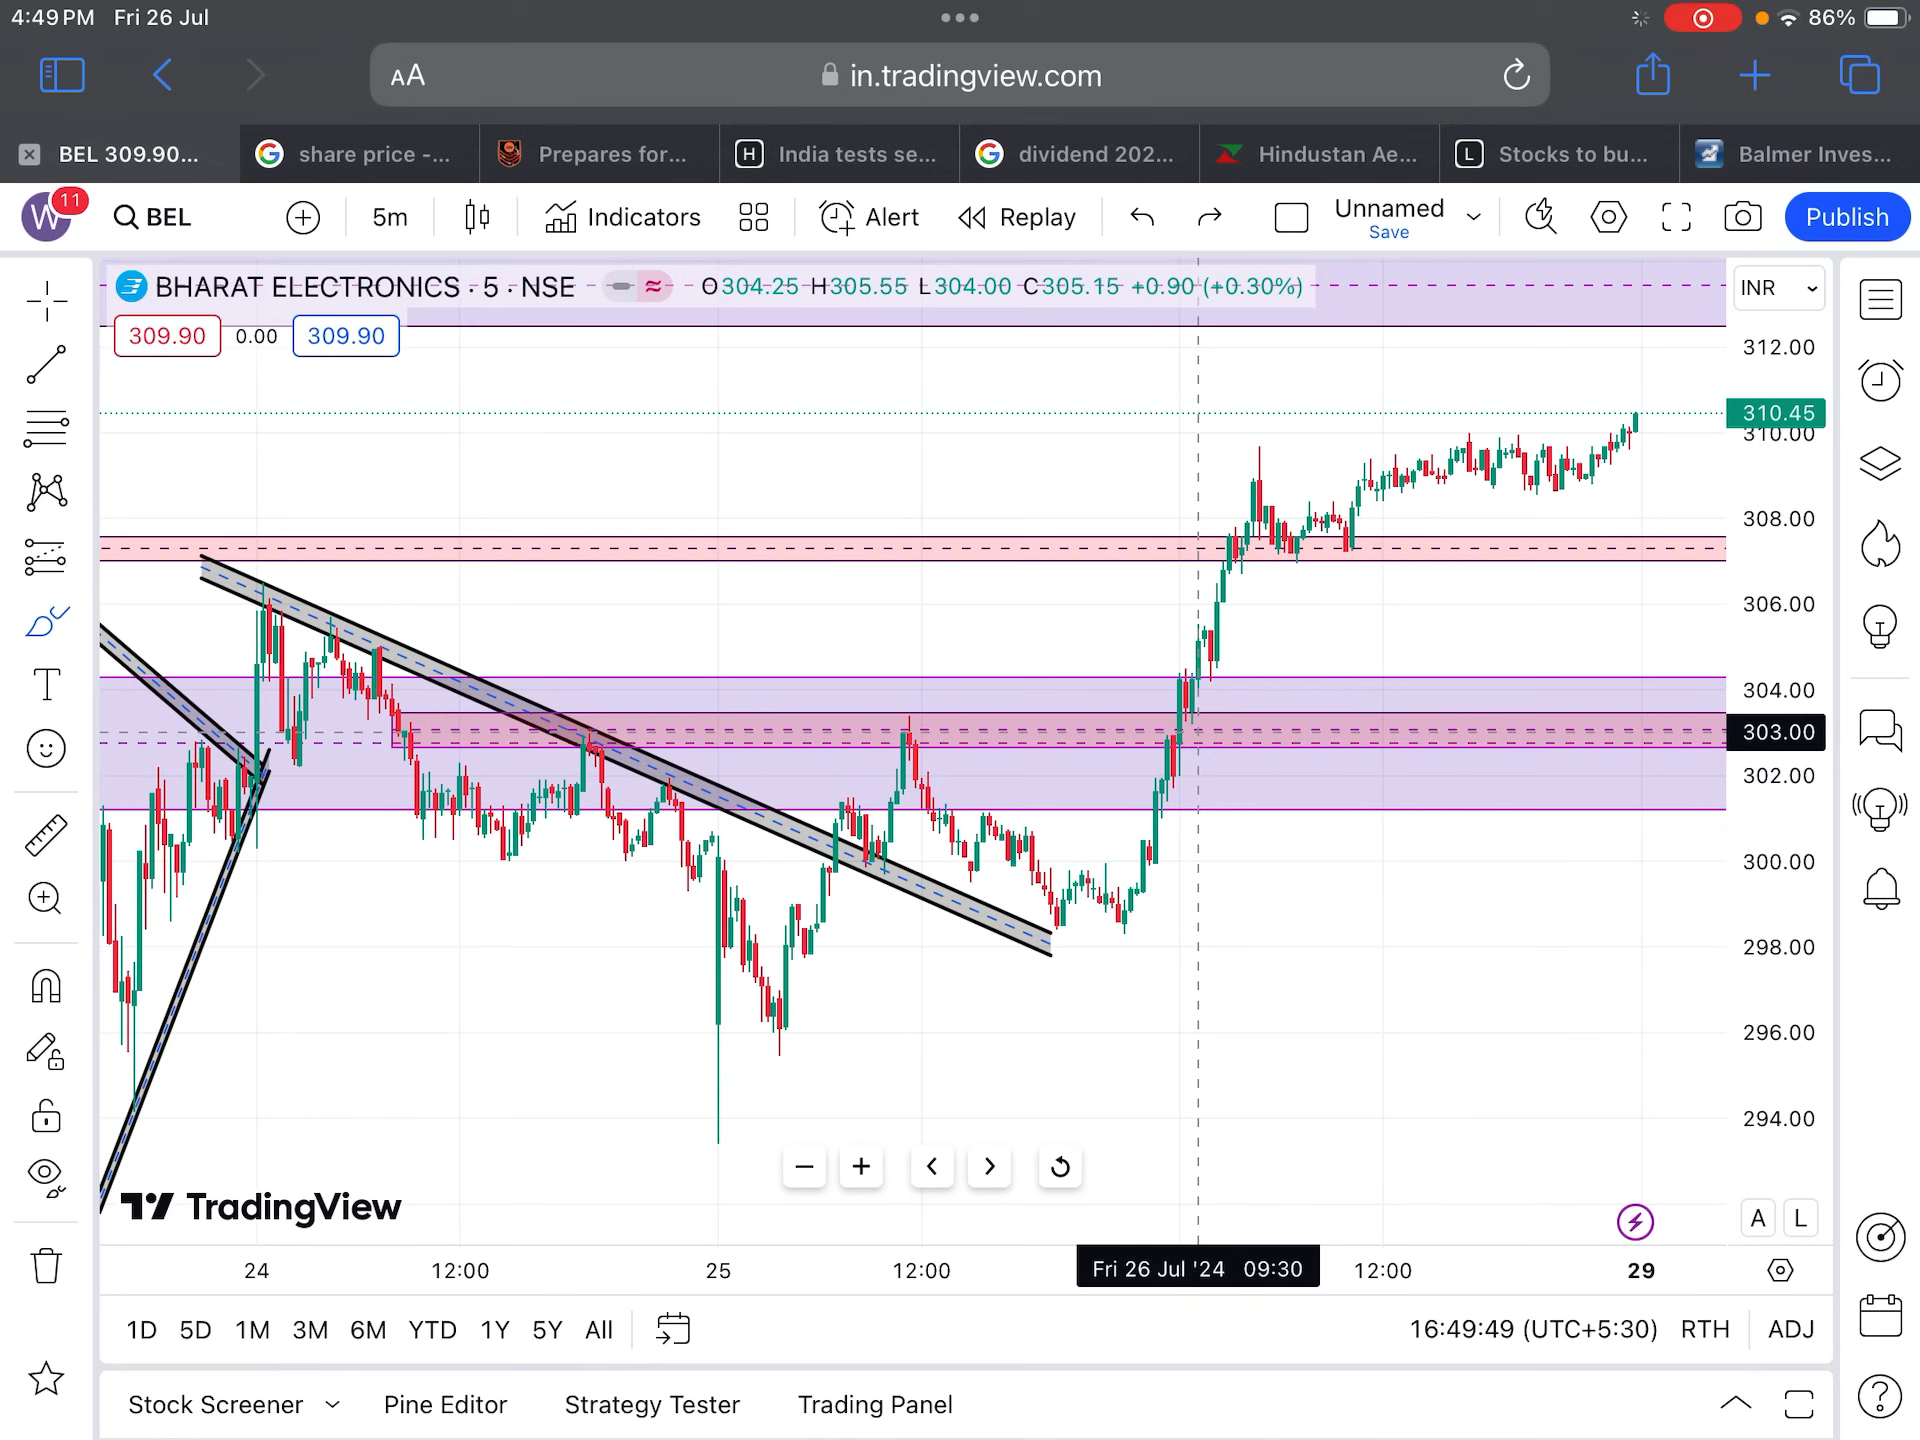 4:49 PM Fri 26 Jul 86%
AA in.tradingview.com
BEL 309.90... share price -... Prepares for... India tests se... dividend 202... Hindustan Ae... Stocks to bu... Balmer Inves...
W 11 BEL 5m Indicators Alert Replay Unnamed Publish
Save
BHARAT ELECTRONICS · 5 · NSE O304.25 H305.55 L304.00 C305.15 +0.90 (+0.30%) INR
309.90 0.00 309.90
312.00
310.45
310.00
308.00
306.00
304.00
303.00
302.00
300.00
298.00
296.00
294.00
TradingView A L
24 12:00 25 12:00 Fri 26 Jul '24 09:30 12:00 29
1D 5D 1M 3M 6M YTD 1Y 5Y All 16:49:49 (UTC+5:30) RTH ADJ
Stock Screener Pine Editor Strategy Tester Trading Panel